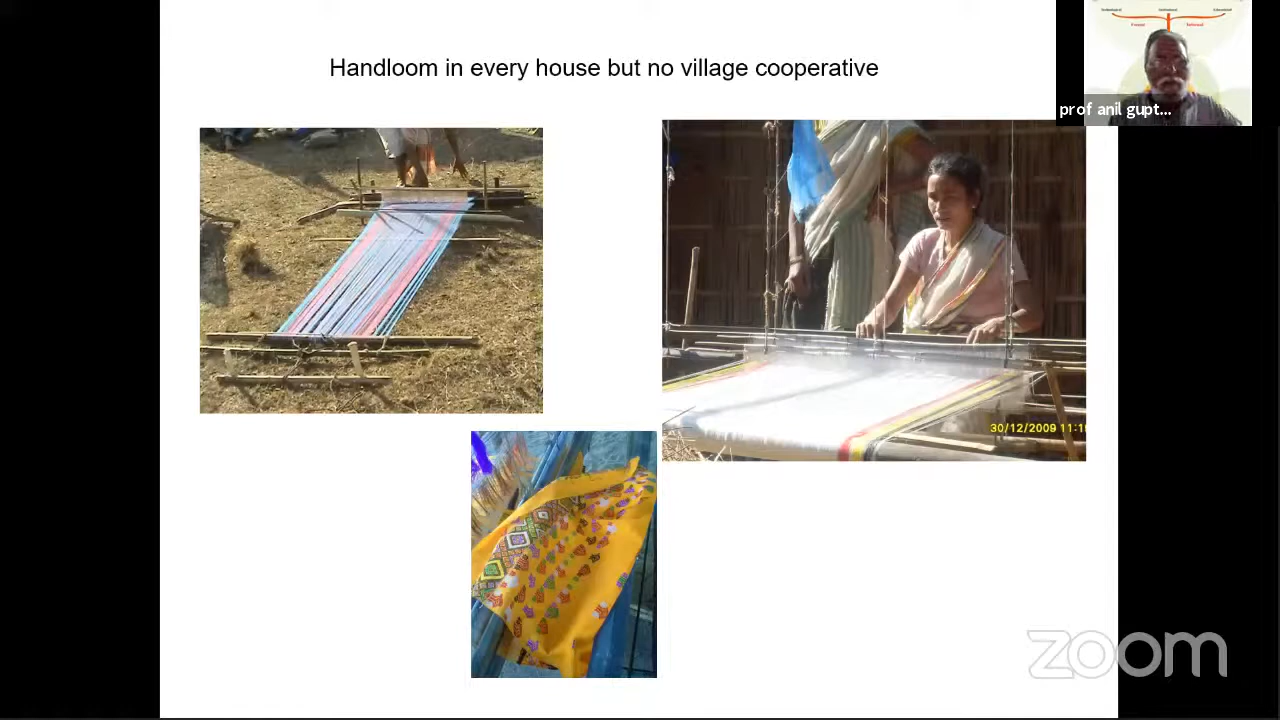 Handloom in every house but no village cooperative
prof anil gupt...
30/12/2009 11:1
zoom